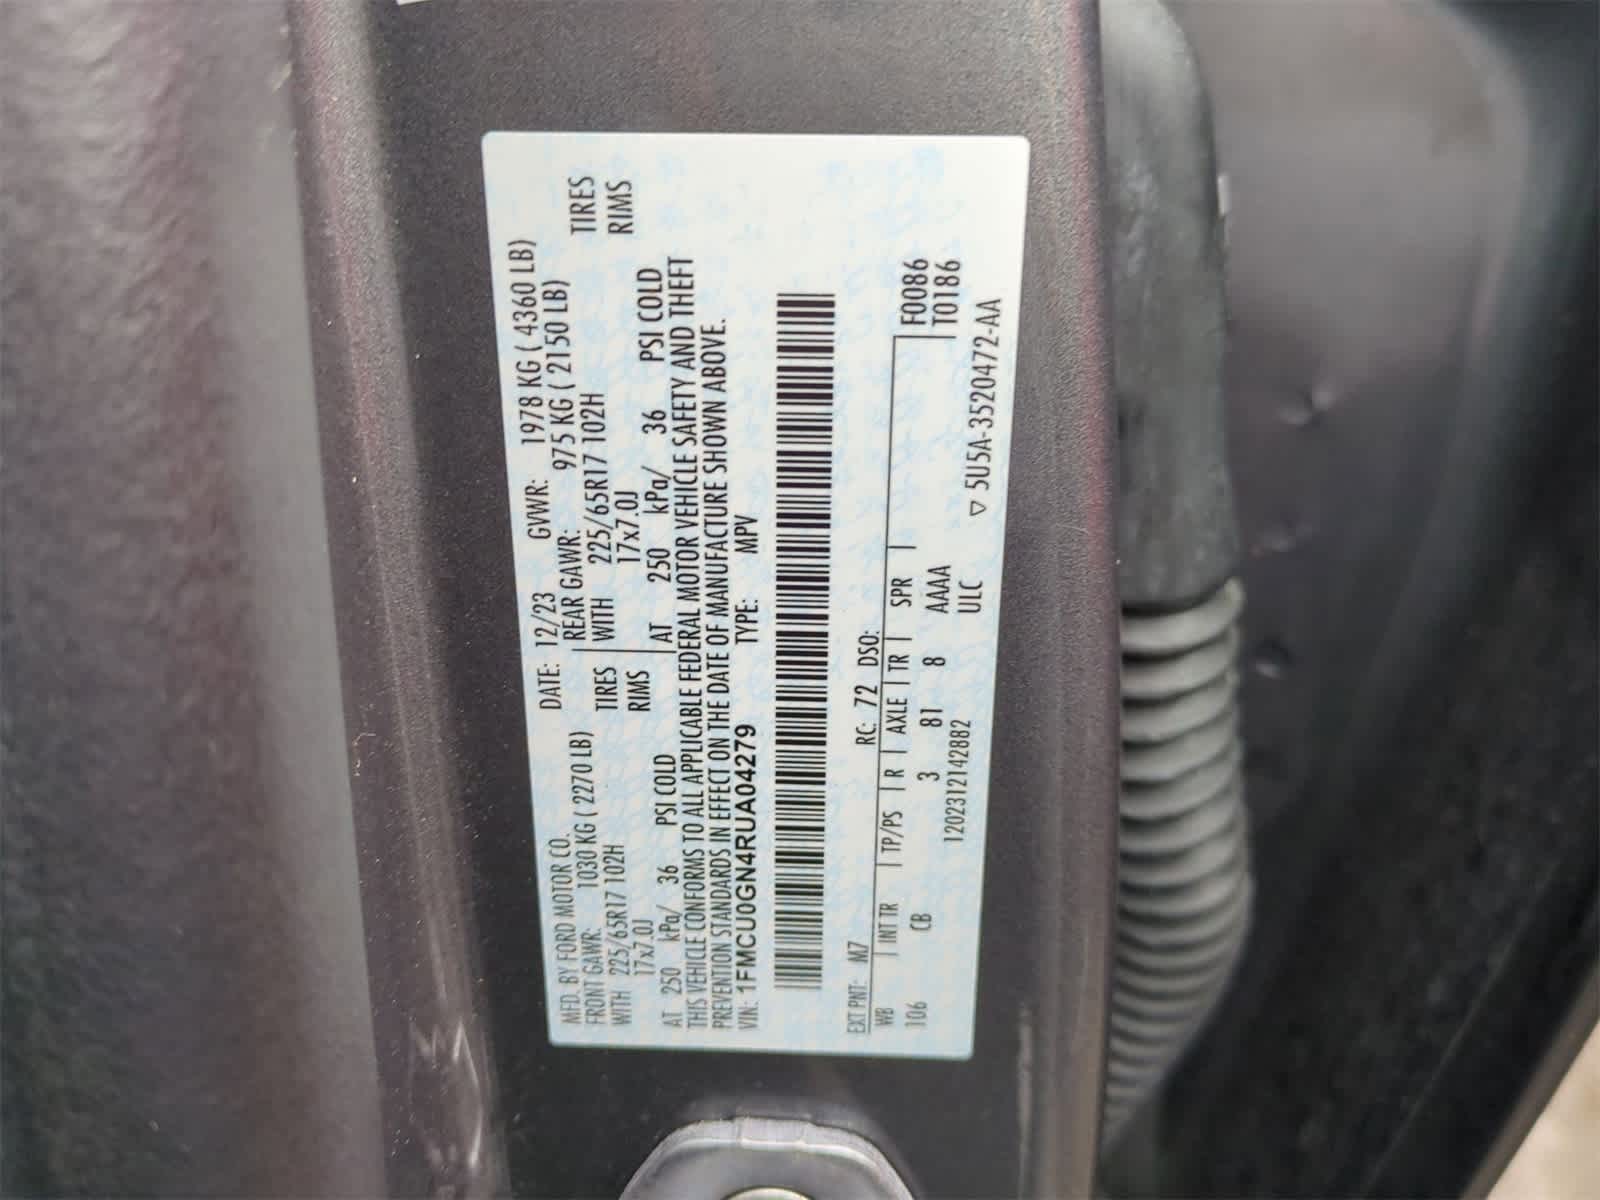 MFD. BY FORD MOTOR CO. DATE: 12/23 GVWR: 1978 KG ( 4360 LB)
FRONT GAWR: 1030 KG ( 2270 LB) REAR GAWR: 975 KG ( 2150 LB)
WITH 225/65R17 102H TIRES WITH 225/65R17 102H TIRES
17x7.0J RIMS 17x7.0J RIMS
AT 250 kPa/ 36 PSI COLD AT 250 kPa/ 36 PSI COLD
THIS VEHICLE CONFORMS TO ALL APPLICABLE FEDERAL MOTOR VEHICLE SAFETY AND THEFT
PREVENTION STANDARDS IN EFFECT ON THE DATE OF MANUFACTURE SHOWN ABOVE.
VIN: 1FMCU0GN4RUA04279 TYPE: MPV
EXT PNT: M7 RC: 72 DSO: F0086
WB INT TR TP/PS R AXLE TR SPR T0186
106 CB 3 81 8 AAAA
1202312142882 ULC
▽ 5U5A-3520472-AA